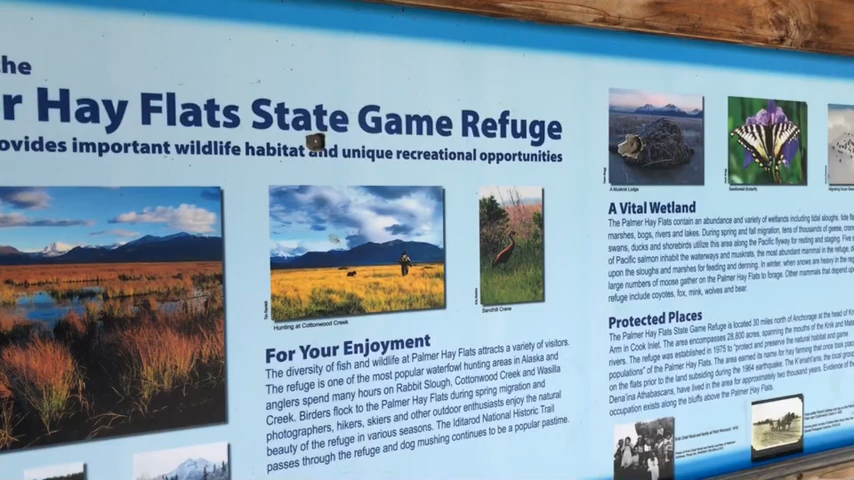 the
r Hay Flats State Game Refuge
ovides important wildlife habitat and unique recreational opportunities
Hunting at Cottonwood Creek
Sandhill Crane
For Your Enjoyment
The diversity of fish and wildlife at Palmer Hay Flats attracts a variety of visitors.
The refuge is one of the most popular waterfowl hunting areas in Alaska and
anglers spend many hours on Rabbit Slough, Cottonwood Creek and Wasilla
Creek. Birders flock to the Palmer Hay Flats during spring migration and
photographers, hikers, skiers and other outdoor enthusiasts enjoy the natural
beauty of the refuge in various seasons. The Iditarod National Historic Trail
passes through the refuge and dog mushing continues to be a popular pastime.
A Muskrat Lodge
Swallowtail Butterfly
A Vital Wetland
The Palmer Hay Flats contain an abundance and variety of wetlands including tidal sloughs, tide fla
marshes, bogs, rivers and lakes. During spring and fall migration, tens of thousands of geese, cran
swans, ducks and shorebirds utilize this area along the Pacific flyway for resting and staging. Five s
of Pacific salmon inhabit the waterways and muskrats, the most abundant mammal in the refuge, d
upon the sloughs and marshes for feeding and denning. In winter, when snows are heavy in the reg
large numbers of moose gather on the Palmer Hay Flats to forage. Other mammals that depend up
refuge include coyotes, fox, mink, wolves and bear.
Protected Places
The Palmer Hay Flats State Game Refuge is located 30 miles north of Anchorage at the head of Kn
Arm in Cook Inlet. The area encompasses 28,800 acres, spanning the mouths of the Knik and Mata
rivers. The refuge was established in 1975 to "protect and preserve the natural habitat and game
populations" of the Palmer Hay Flats. The area earned its name for hay farming that once took place
on the flats prior to the land subsiding during the 1964 earthquake. The K'enaht'ana, the local group
Dena'ina Athabascans, have lived in the area for approximately two thousand years. Evidence of the
occupation exists along the bluffs above the Palmer Hay Flats.